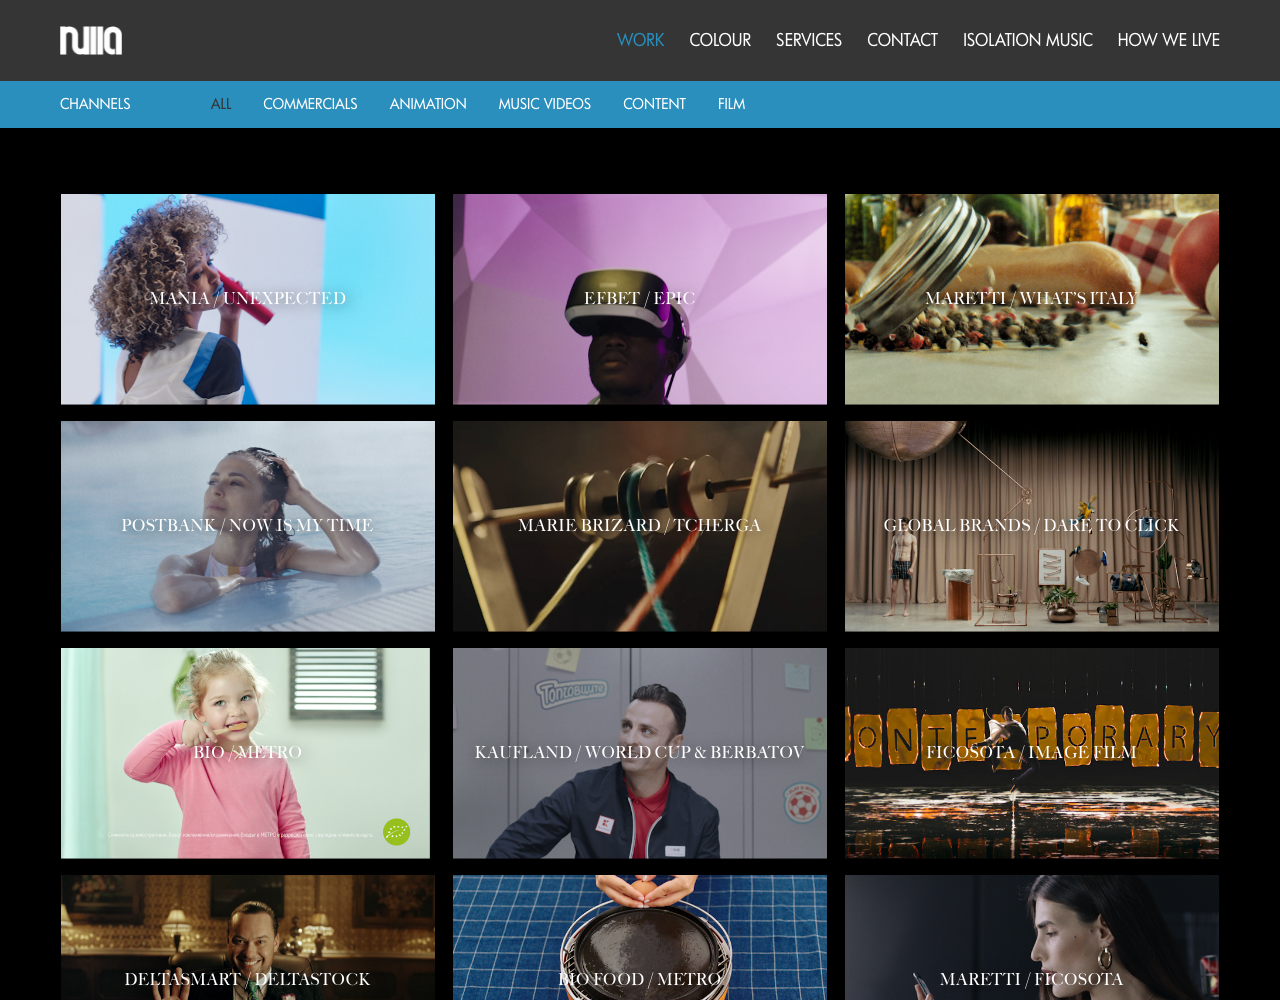 nulla
WORK COLOUR SERVICES CONTACT ISOLATION MUSIC HOW WE LIVE
CHANNELS ALL COMMERCIALS ANIMATION MUSIC VIDEOS CONTENT FILM
MANIA / UNEXPECTED
EFBET / EPIC
MARETTI / WHAT'S ITALY
POSTBANK / NOW IS MY TIME
MARIE BRIZARD / TCHERGA
GLOBAL BRANDS / DARE TO CLICK
BIO / METRO
Топовците
KAUFLAND / WORLD CUP & BERBATOV
ONTEMPORARY
FICOSOTA / IMAGE FILM
DELTASMART / DELTASTOCK
BIO FOOD / METRO
MARETTI / FICOSOTA